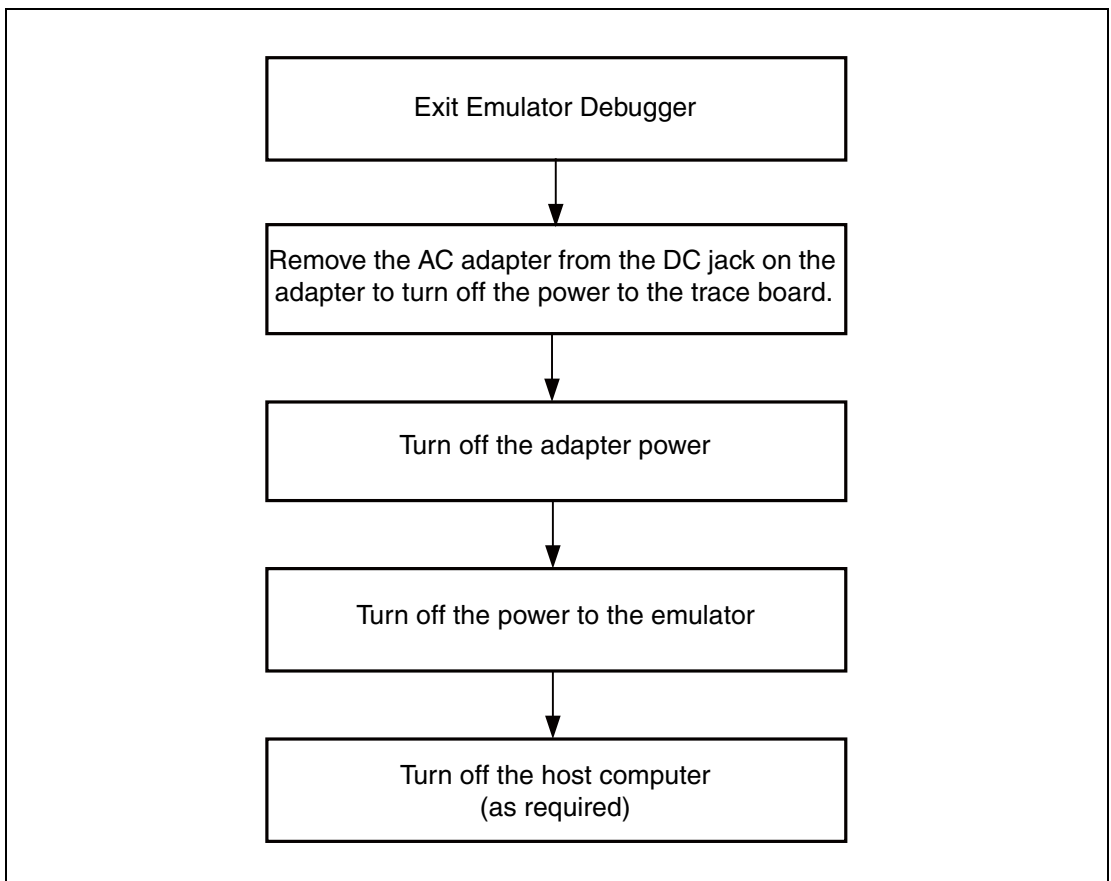 Exit Emulator Debugger
Remove the AC adapter from the DC jack on the
adapter to turn off the power to the trace board.
Turn off the adapter power
Turn off the power to the emulator
Turn off the host computer
(as required)